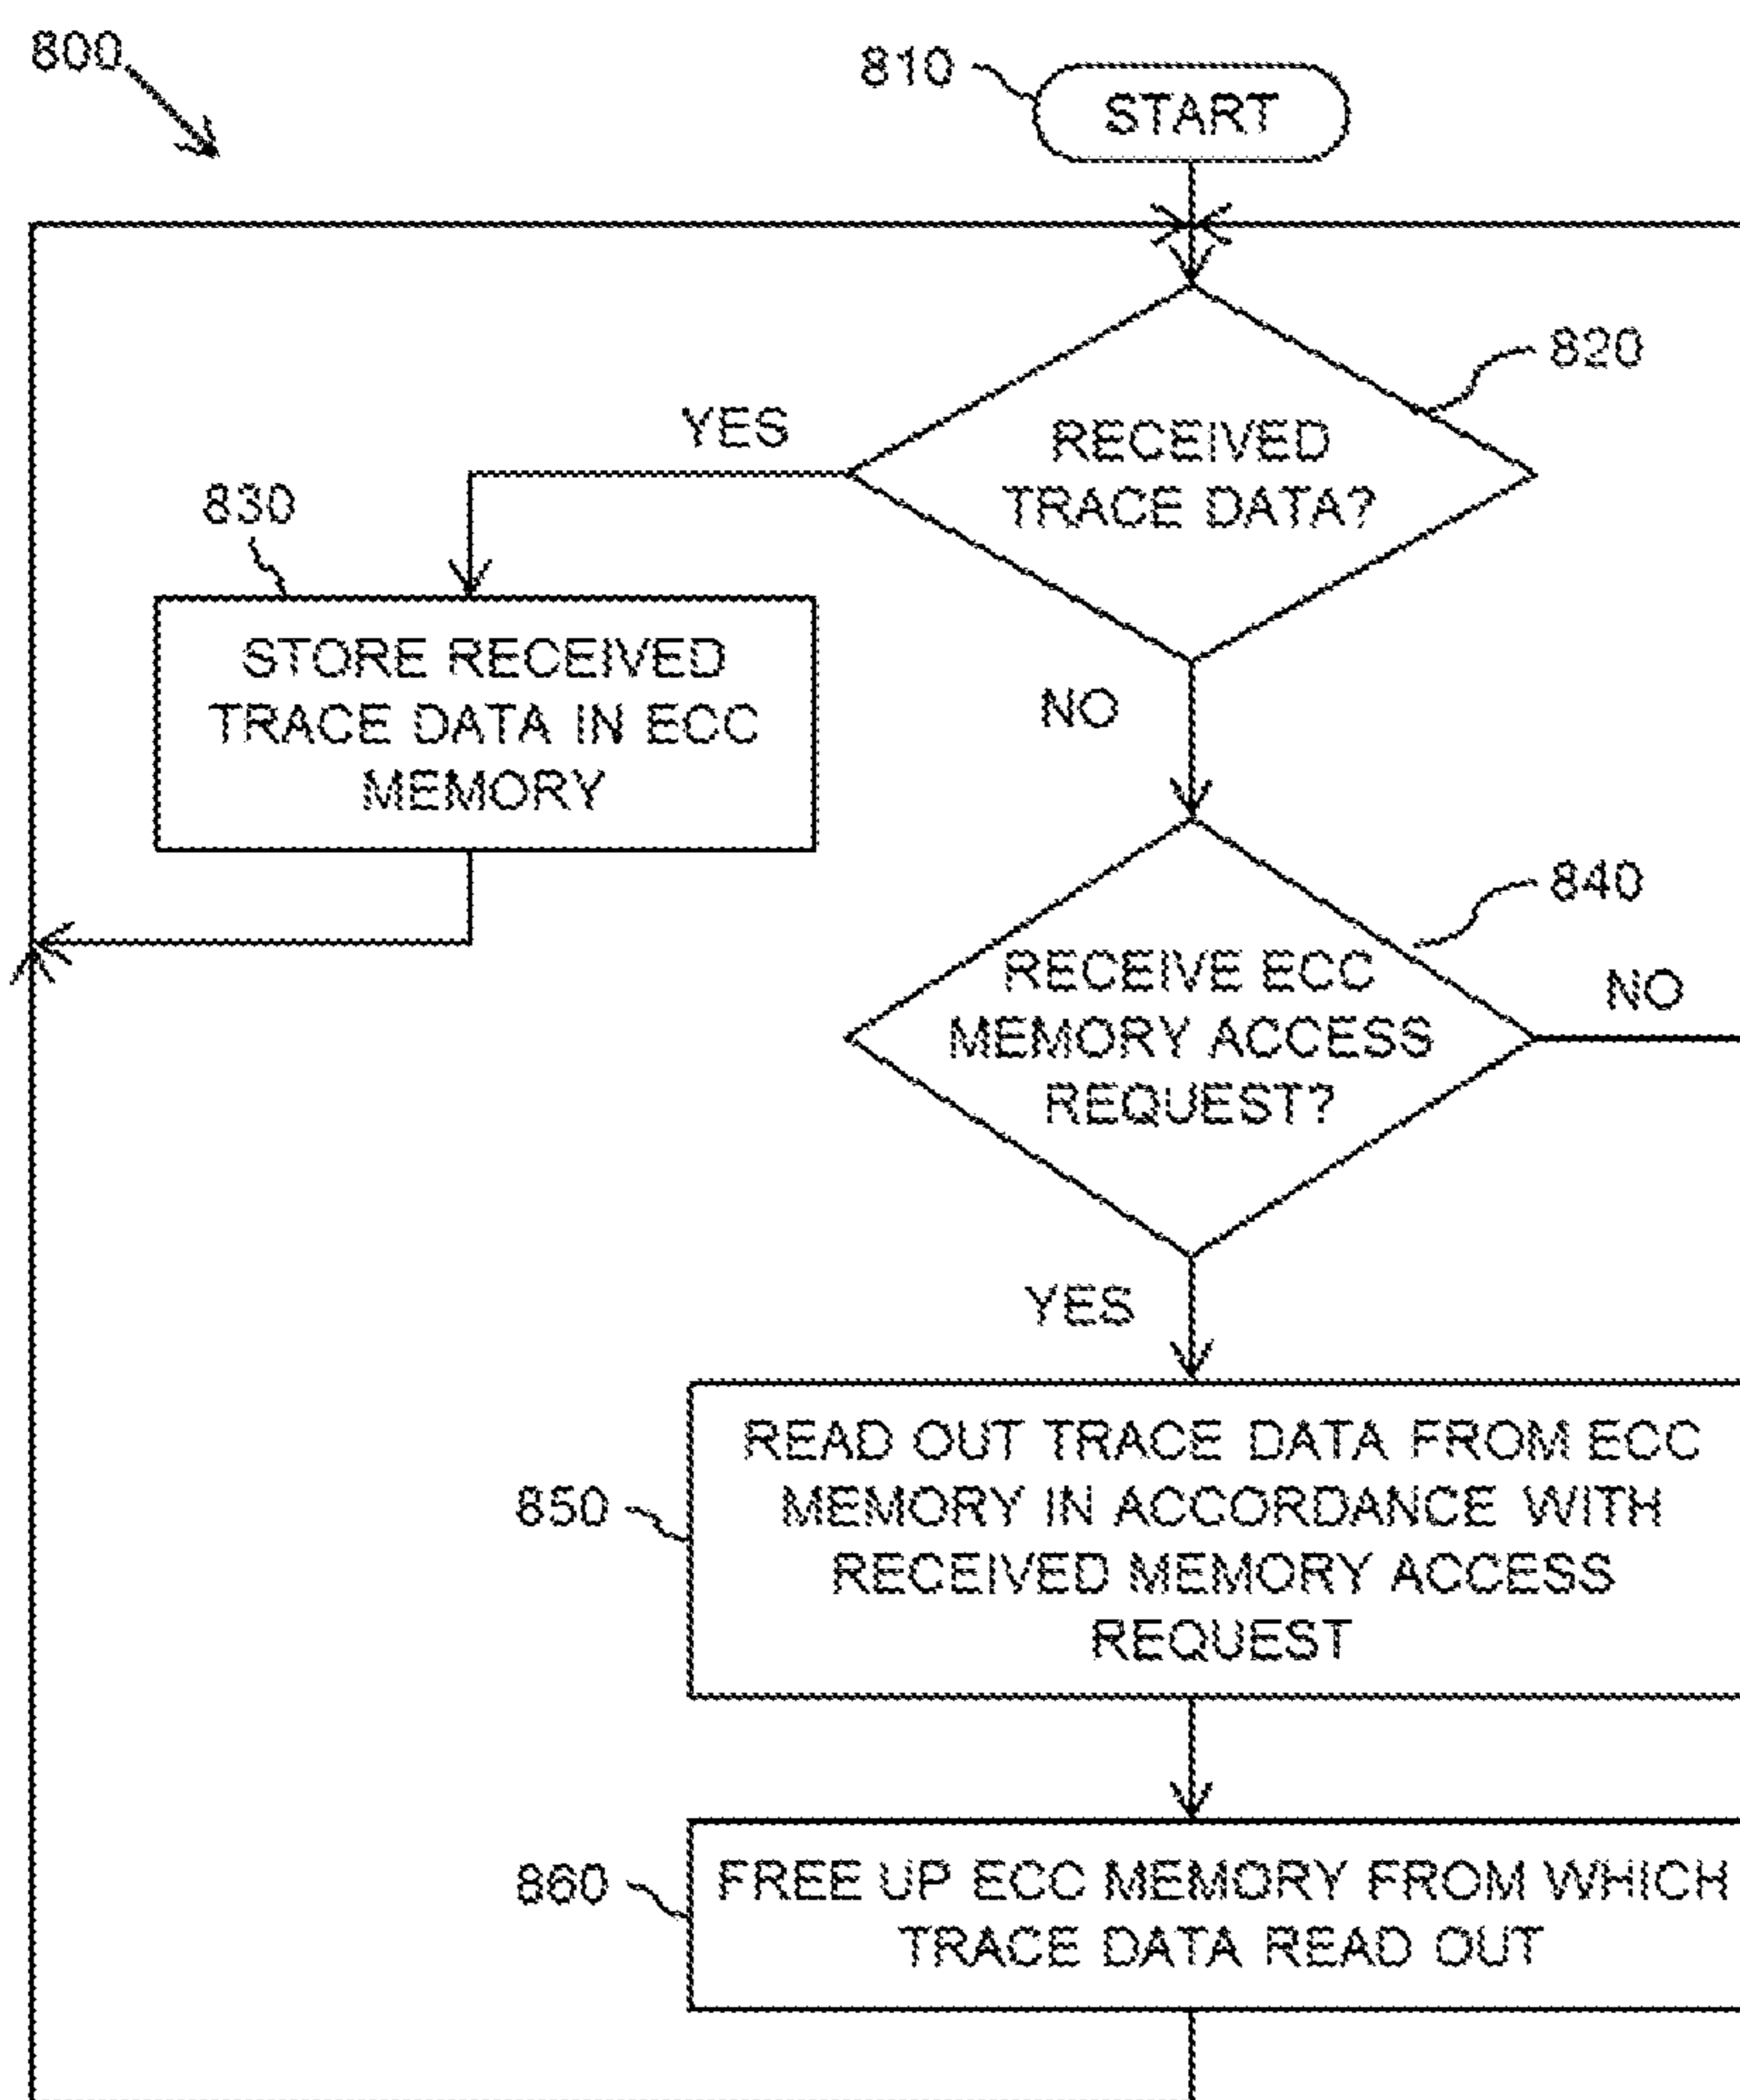 800
810
START
820
RECEIVED
TRACE DATA?
YES
830
STORE RECEIVED
TRACE DATA IN ECC
MEMORY
NO
840
RECEIVE ECC
MEMORY ACCESS
REQUEST?
NO
YES
850
READ OUT TRACE DATA FROM ECC
MEMORY IN ACCORDANCE WITH
RECEIVED MEMORY ACCESS
REQUEST
860
FREE UP ECC MEMORY FROM WHICH
TRACE DATA READ OUT